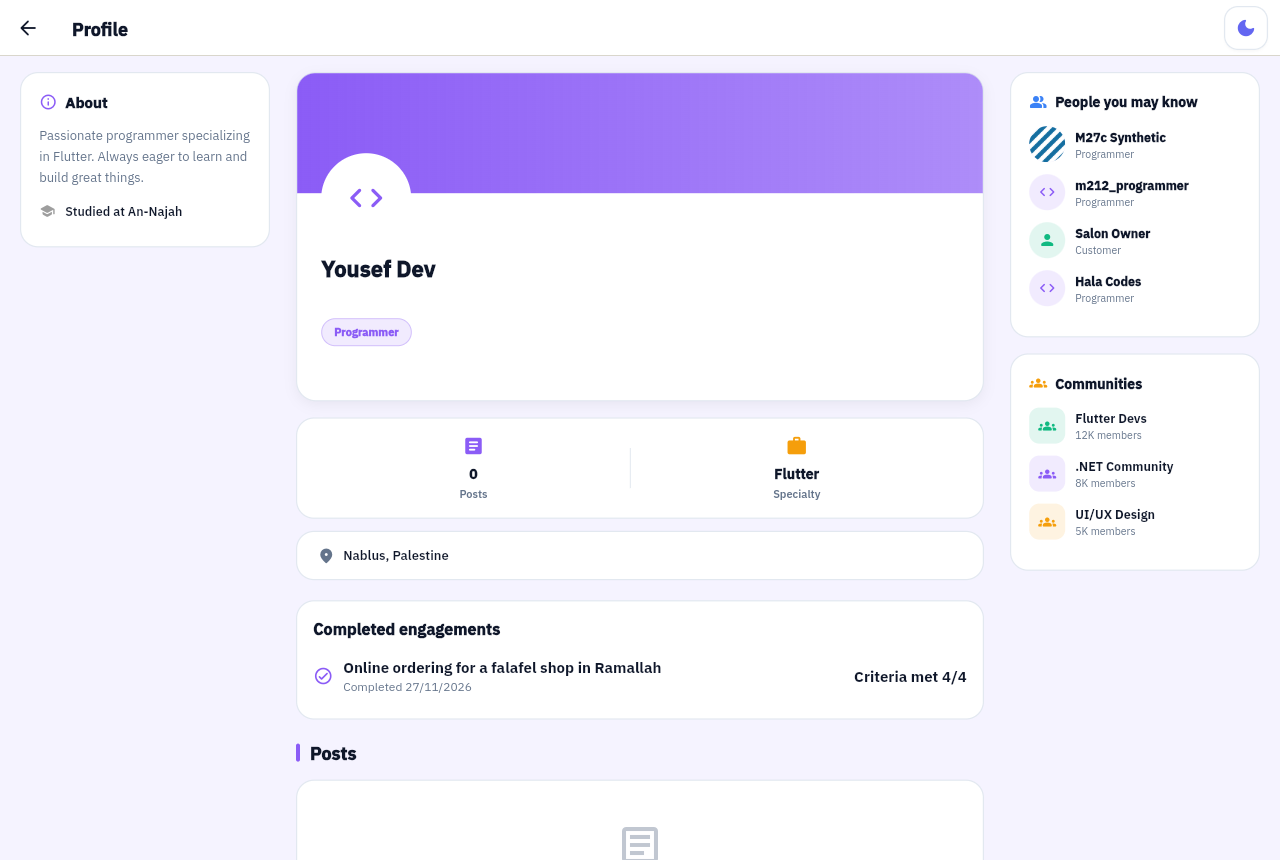 Profile
About
Passionate programmer specializing
in Flutter. Always eager to learn and
build great things.
Studied at An-Najah
Yousef Dev
Programmer
0
Posts
Flutter
Specialty
Nablus, Palestine
Completed engagements
Online ordering for a falafel shop in Ramallah
Completed 27/11/2026
Criteria met 4/4
Posts
People you may know
M27c Synthetic
Programmer
m212_programmer
Programmer
Salon Owner
Customer
Hala Codes
Programmer
Communities
Flutter Devs
12K members
.NET Community
8K members
UI/UX Design
5K members